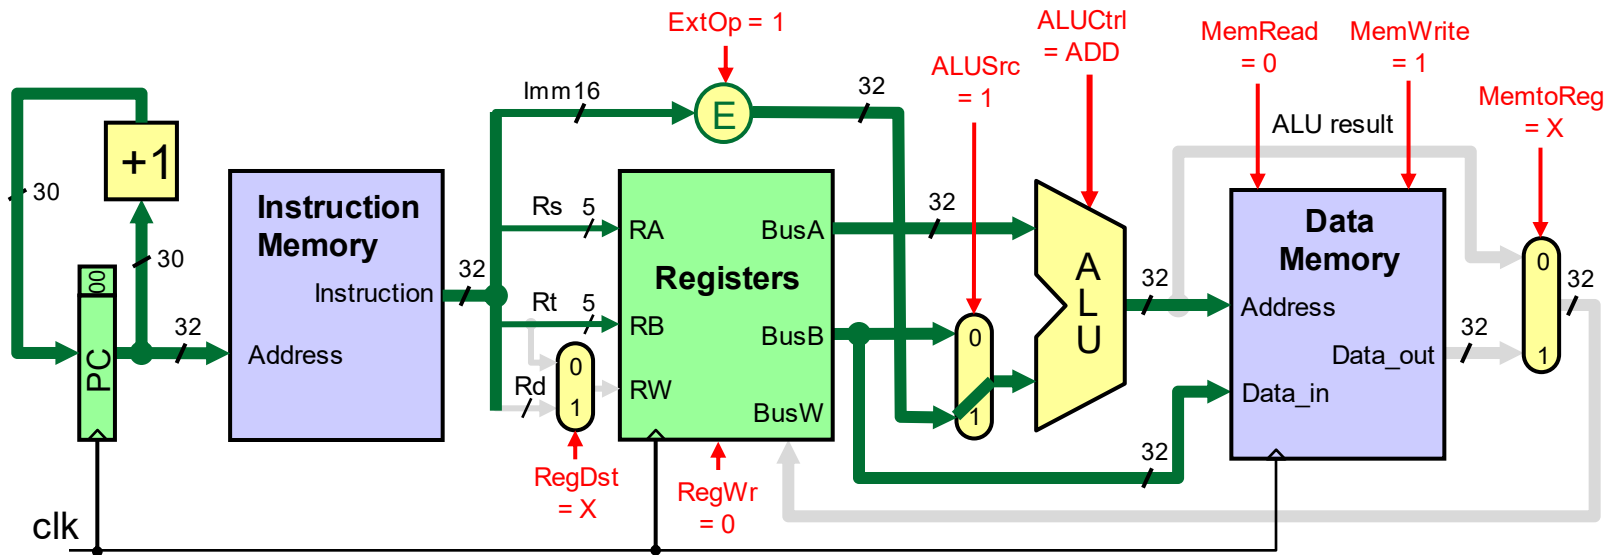 ExtOp = 1
ALUCtrl
= ADD
MemRead
= 0
MemWrite
= 1
ALUSrc
= 1
MemtoReg
= X
Imm16
32
E
ALU result
+1
30
30
Instruction
Memory
Instruction
Address
00
PC
32
32
Rs
5
Rt
5
Rd
0
1
RA
RB
RW
Registers
BusA
BusB
BusW
32
0
1
A
L
U
32
32
Data
Memory
Address
Data_out
Data_in
32
0
1
32
RegDst
= X
RegWr
= 0
clk